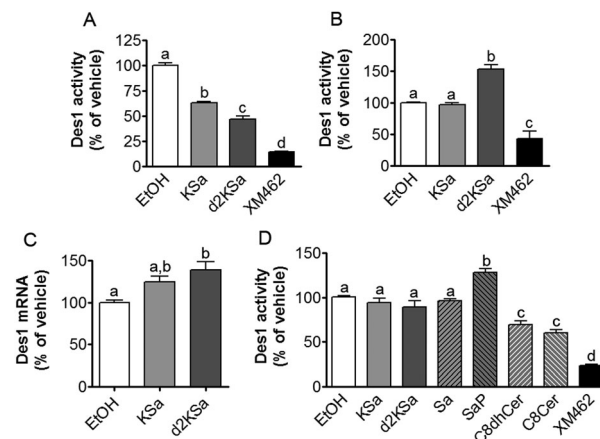 A
Des1 activity
(% of vehicle)
125
100
75
50
25
0
a
b
c
d
EtOH
KSa
d2KSa
XM462
B
Des1 activity
(% of vehicle)
200
150
100
50
0
a
a
b
c
EtOH
KSa
d2KSa
XM462
C
Des1 mRNA
(% of vehicle)
150
100
50
0
a
a,b
b
EtOH
KSa
d2KSa
D
Des1 activity
(% of vehicle)
150
100
50
0
a
a
a
a
b
c
c
d
EtOH
KSa
d2KSa
Sa
SaP
C8dhCer
C8Cer
XM462